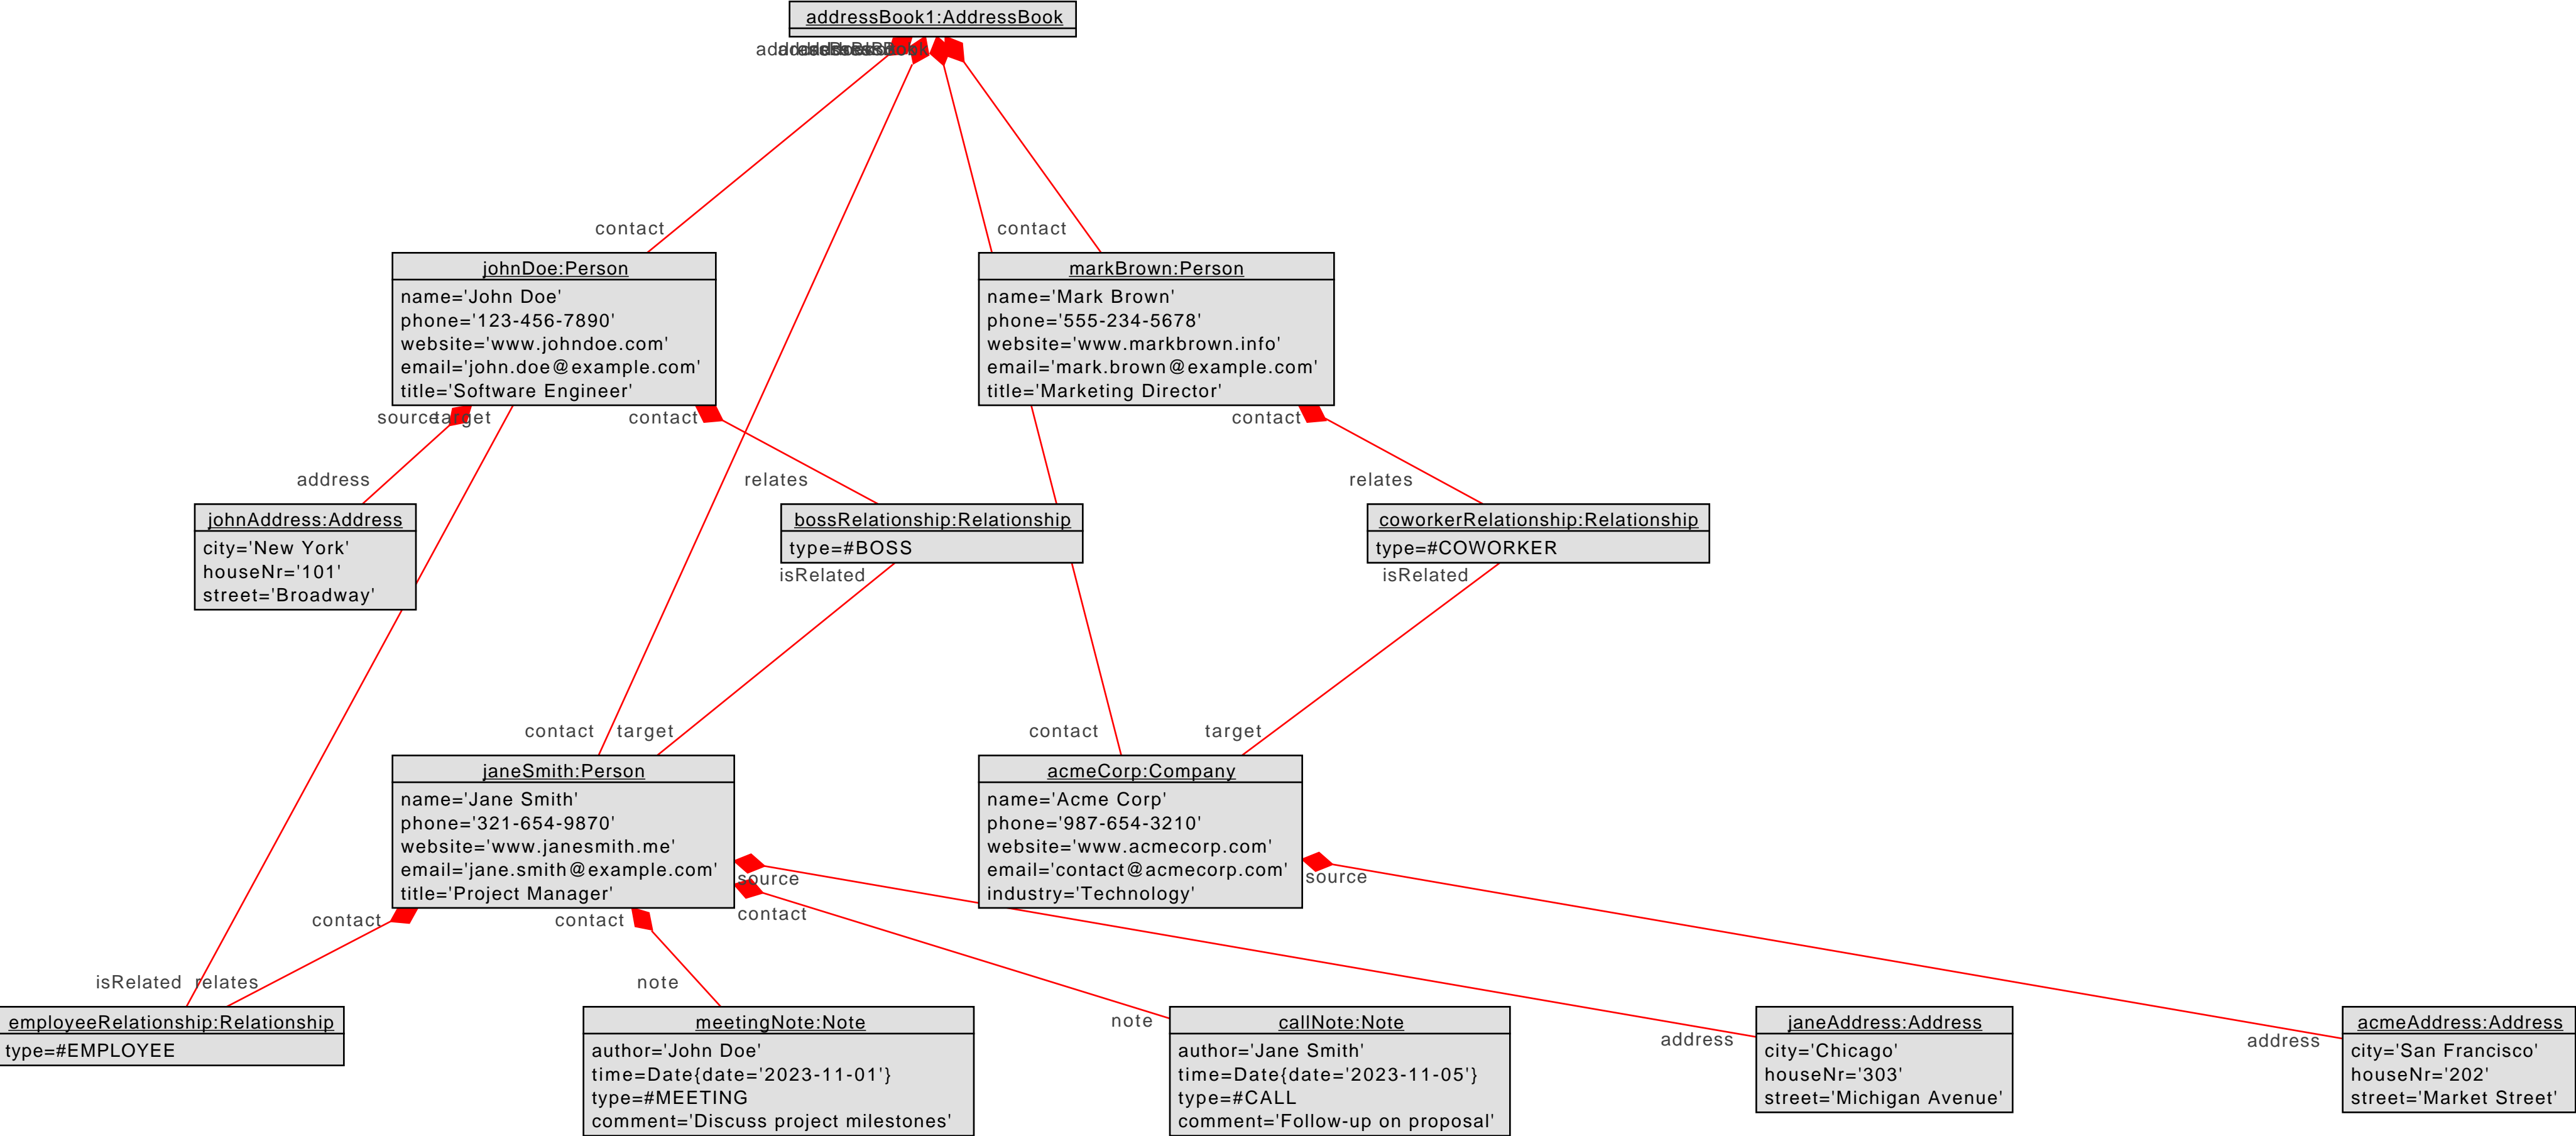 addressBook1:AddressBook
contact
contact
johnDoe:Person
name='John Doe'
phone='123-456-7890'
website='www.johndoe.com'
email='john.doe@example.com'
title='Software Engineer'
markBrown:Person
name='Mark Brown'
phone='555-234-5678'
website='www.markbrown.info'
email='mark.brown@example.com'
title='Marketing Director'
source
target
contact
contact
address
relates
relates
johnAddress:Address
city='New York'
houseNr='101'
street='Broadway'
bossRelationship:Relationship
type=#BOSS
isRelated
coworkerRelationship:Relationship
type=#COWORKER
isRelated
contact
target
contact
target
janeSmith:Person
name='Jane Smith'
phone='321-654-9870'
website='www.janesmith.me'
email='jane.smith@example.com'
title='Project Manager'
acmeCorp:Company
name='Acme Corp'
phone='987-654-3210'
website='www.acmecorp.com'
email='contact@acmecorp.com'
industry='Technology'
source
source
contact
contact
contact
isRelated
relates
note
note
address
address
employeeRelationship:Relationship
type=#EMPLOYEE
meetingNote:Note
author='John Doe'
time=Date{date='2023-11-01'}
type=#MEETING
comment='Discuss project milestones'
callNote:Note
author='Jane Smith'
time=Date{date='2023-11-05'}
type=#CALL
comment='Follow-up on proposal'
janeAddress:Address
city='Chicago'
houseNr='303'
street='Michigan Avenue'
acmeAddress:Address
city='San Francisco'
houseNr='202'
street='Market Street'